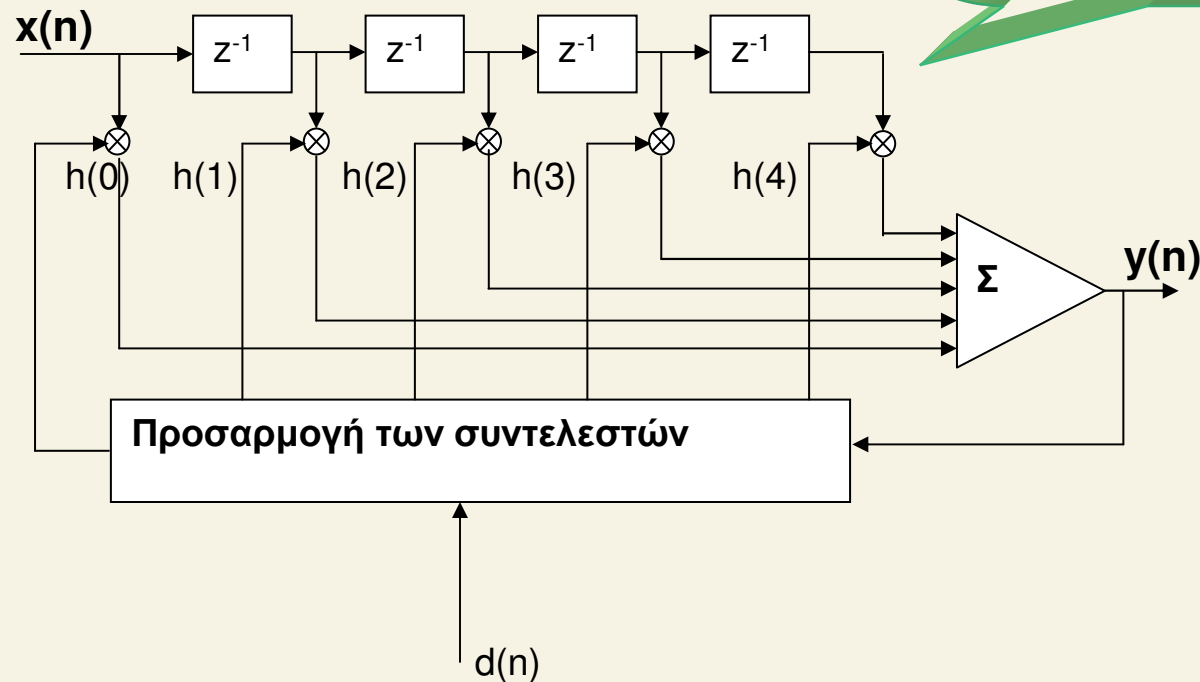 x(n)
z⁻¹ z⁻¹ z⁻¹ z⁻¹
h(0) h(1) h(2) h(3) h(4)
Σ
y(n)
Προσαρμογή των συντελεστών
d(n)